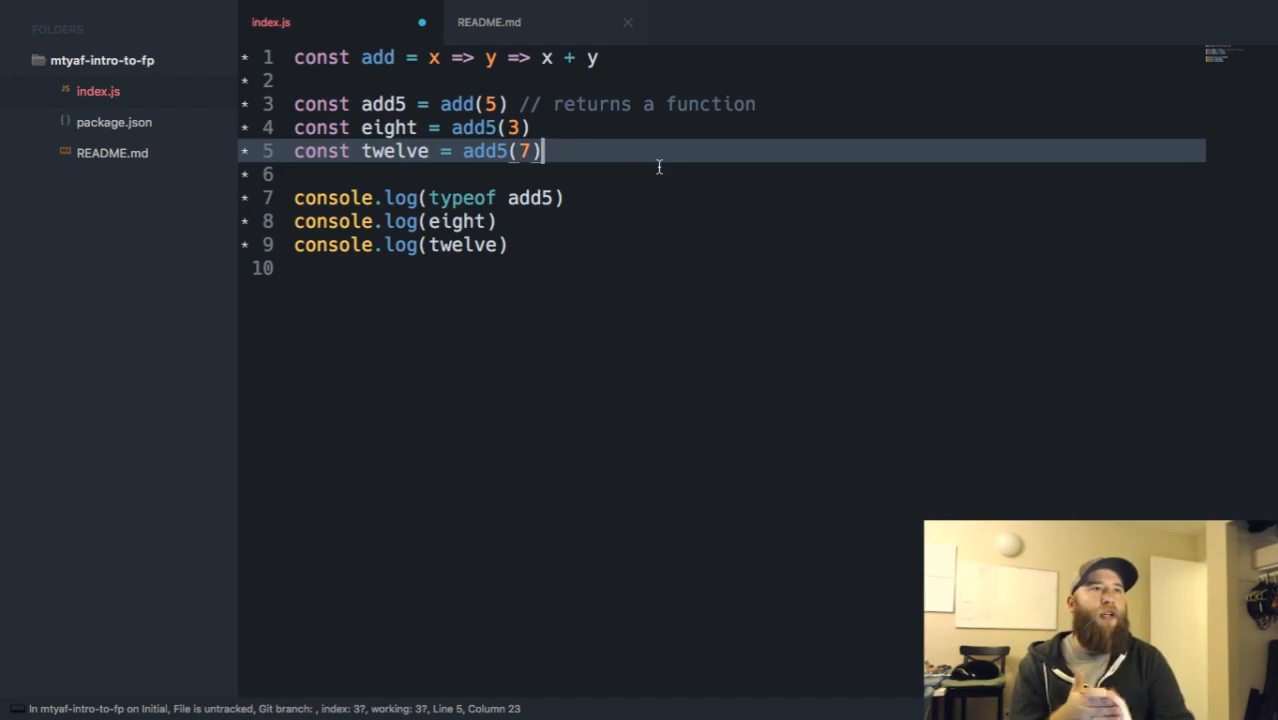 FOLDERS
mtyaf-intro-to-fp
JS index.js
{} package.json
README.md
index.js
README.md ×
* 1 const add = x => y => x + y
* 2
* 3 const add5 = add(5) // returns a function
* 4 const eight = add5(3)
* 5 const twelve = add5(7)
* 6
* 7 console.log(typeof add5)
* 8 console.log(eight)
* 9 console.log(twelve)
10
In mtyaf-intro-to-fp on Initial, File is untracked, Git branch: , index: 3?, working: 3?, Line 5, Column 23